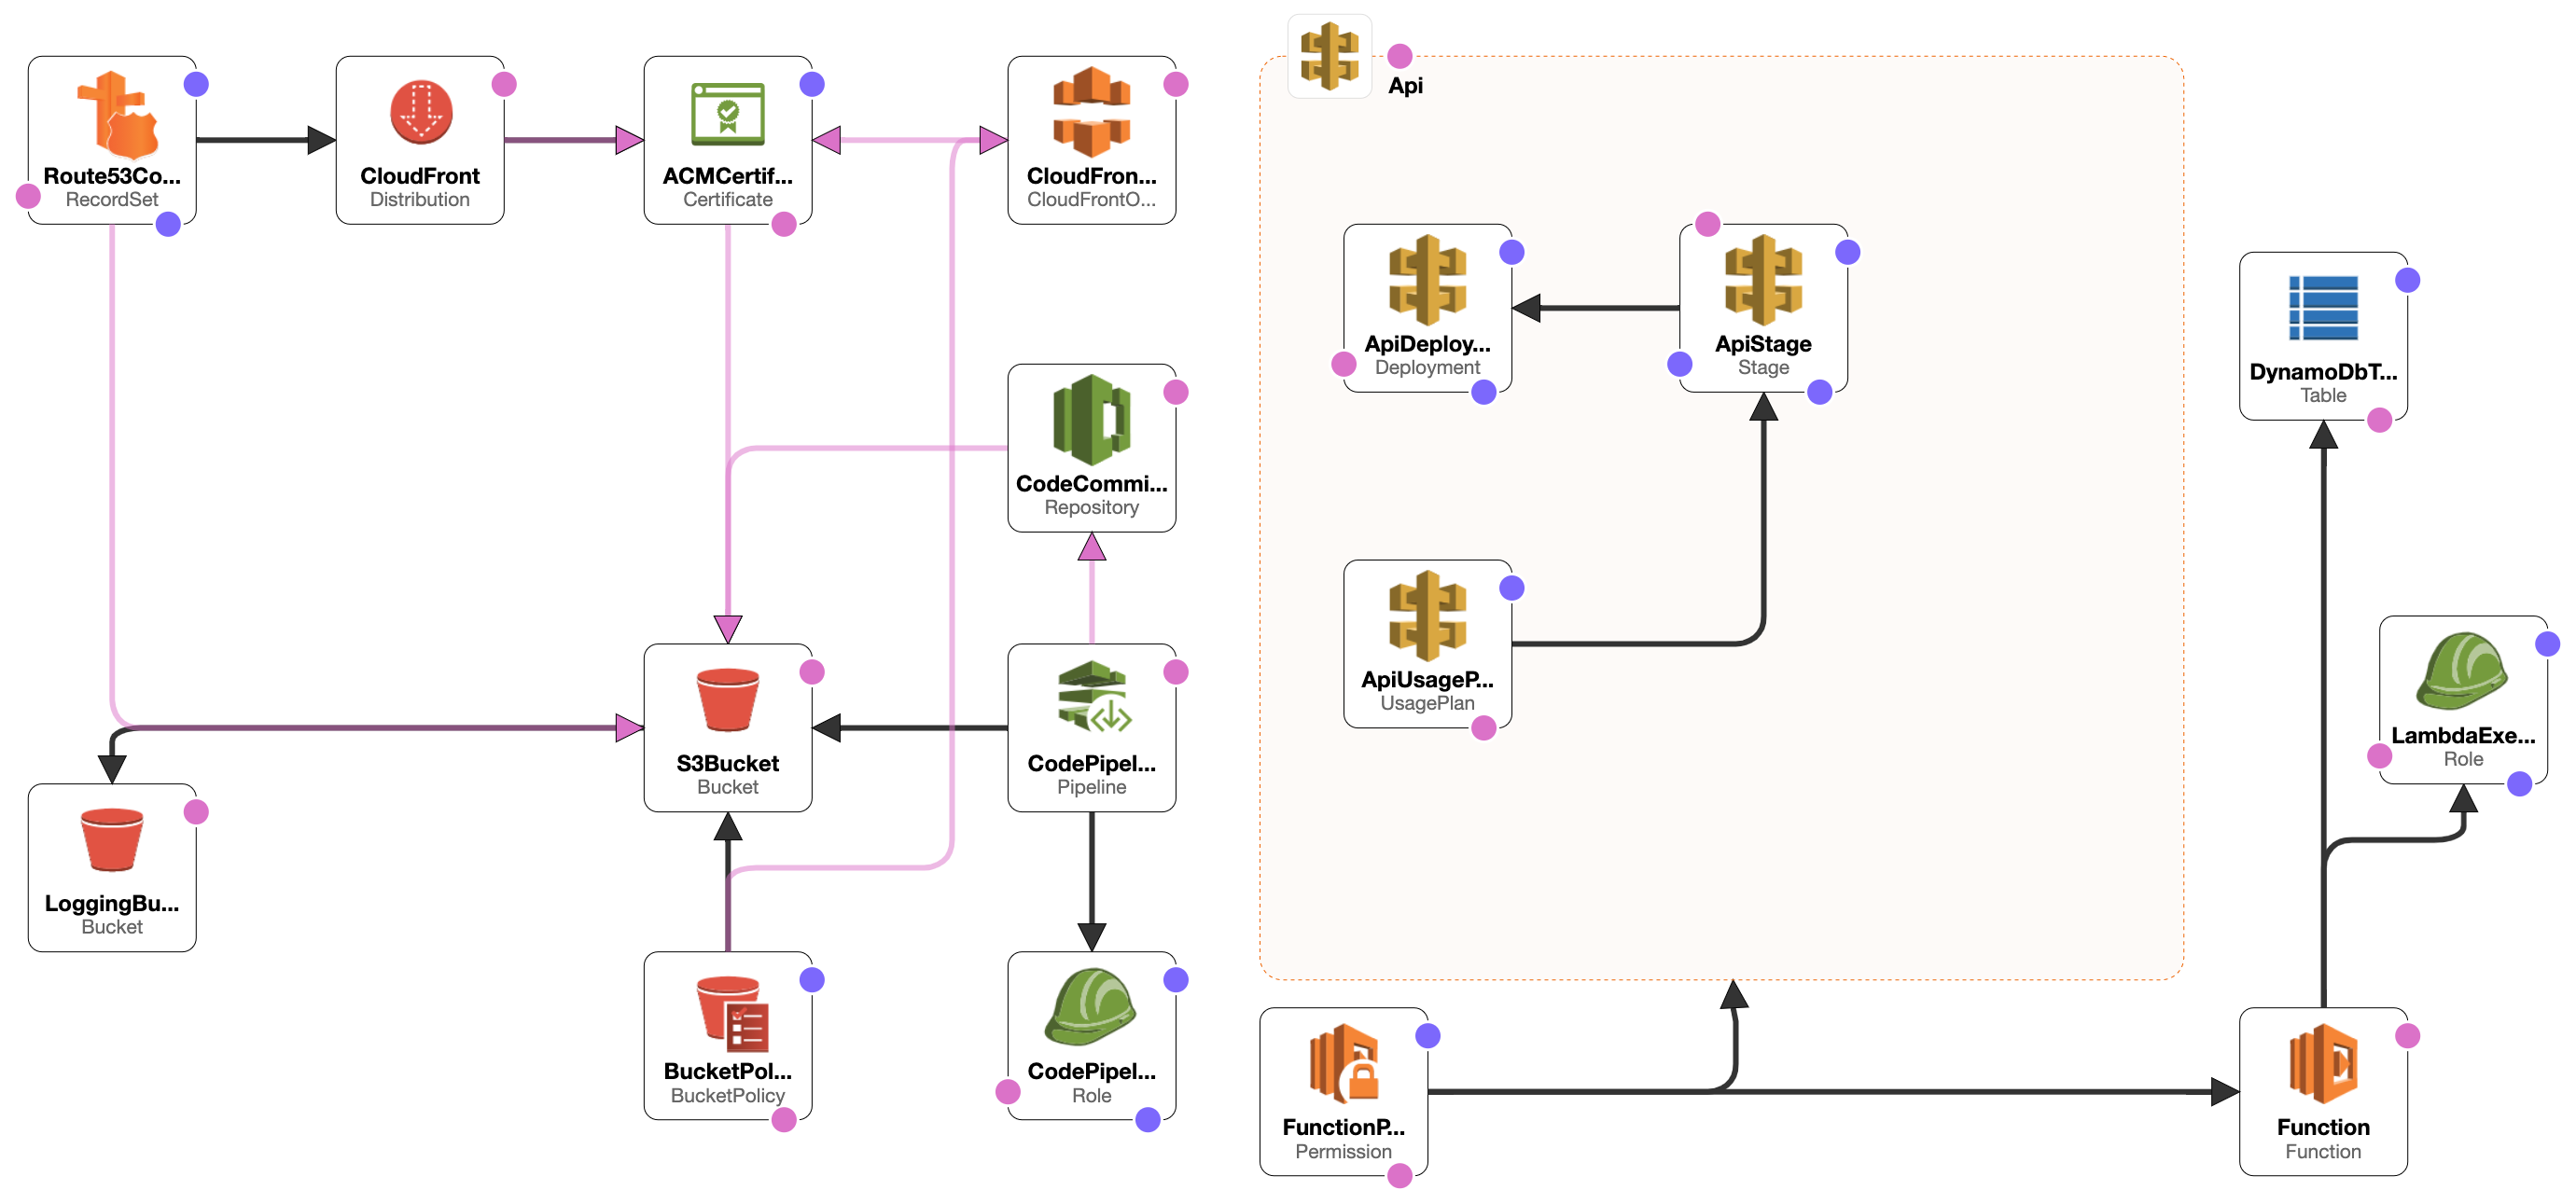 Route53Co...
RecordSet
CloudFront
Distribution
ACMCertif...
Certificate
CloudFron...
CloudFrontO...
Api
ApiDeploy...
Deployment
ApiStage
Stage
DynamoDbT...
Table
CodeCommi...
Repository
ApiUsageP...
UsagePlan
LambdaExe...
Role
S3Bucket
Bucket
CodePipel...
Pipeline
LoggingBu...
Bucket
BucketPol...
BucketPolicy
CodePipel...
Role
FunctionP...
Permission
Function
Function